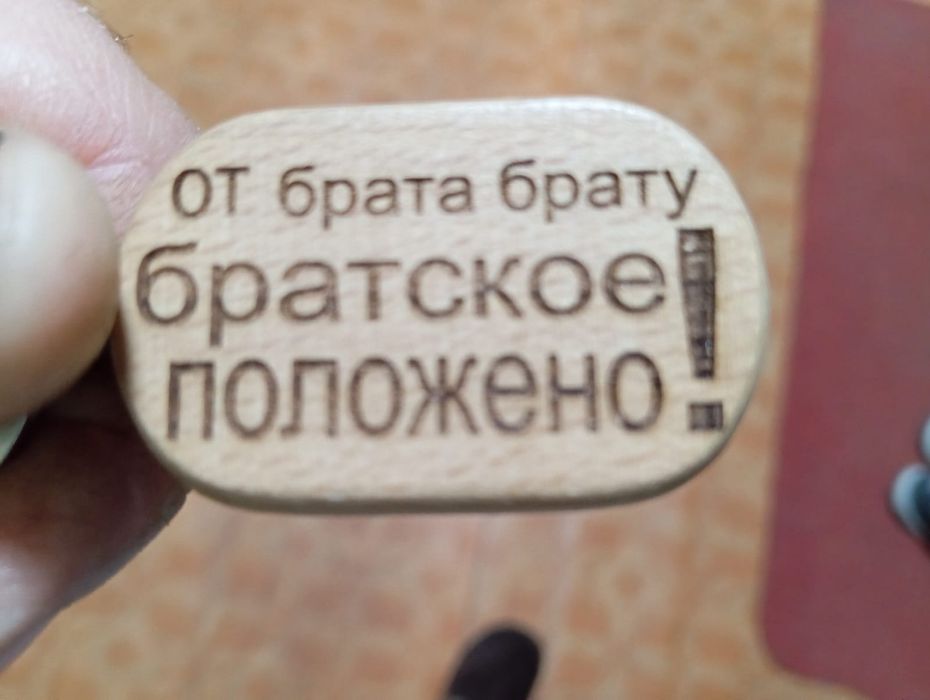 от брата брату
братское
положено!